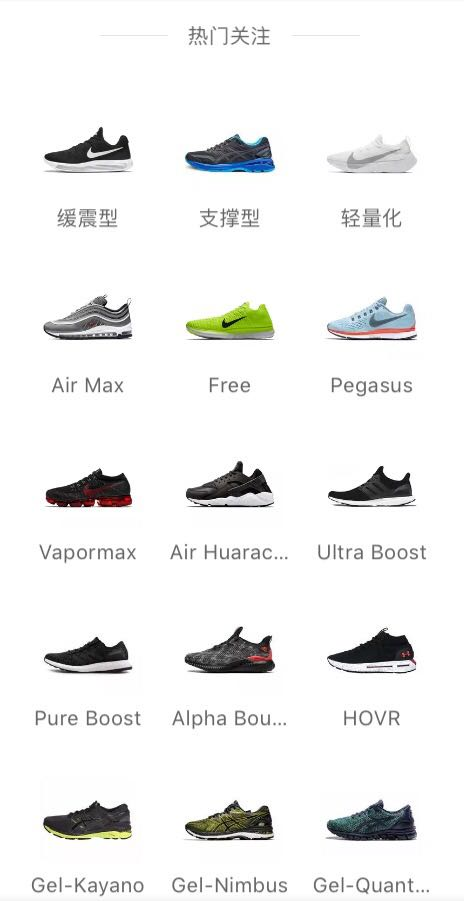 热门关注
缓震型 支撑型 轻量化
Air Max Free Pegasus
Vapormax Air Huarac... Ultra Boost
Pure Boost Alpha Bou... HOVR
Gel-Kayano Gel-Nimbus Gel-Quant...